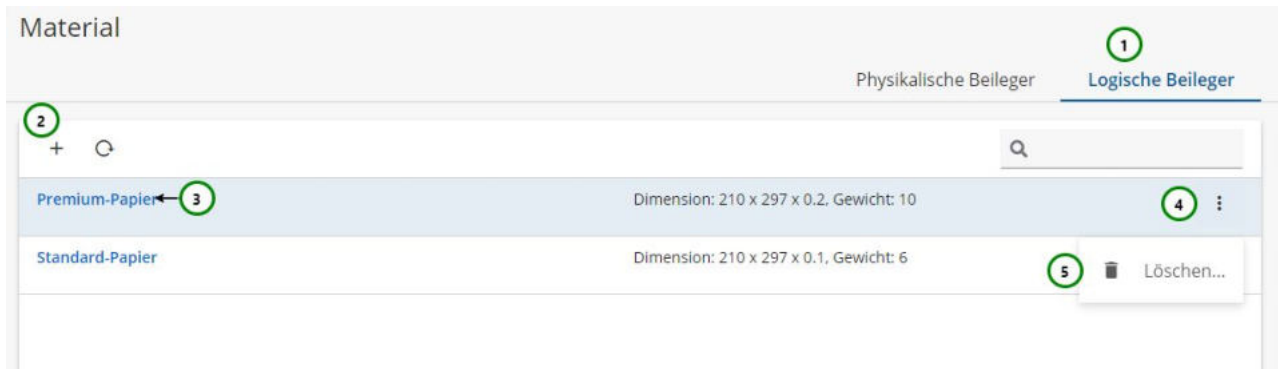 Material
1
Physikalische Beileger Logische Beileger
2
+
Premium-Papier 3 Dimension: 210 x 297 x 0.2, Gewicht: 10 4
Standard-Papier Dimension: 210 x 297 x 0.1, Gewicht: 6
5 Löschen...